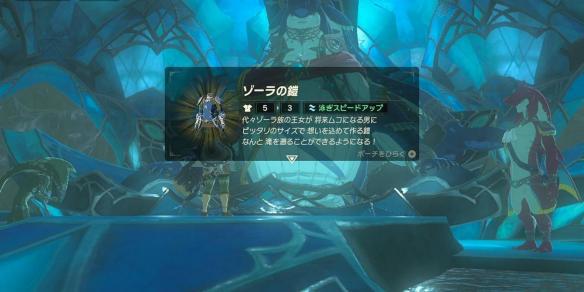 ゾーラの鎧
5 3 泳ぎスピードアップ
代々ゾーラ族の王女が 将来ムコになる男に
ピッタリのサイズで 想いを込めて作る鎧
なんと 滝を遡ることができるようになる!
ポーチをひらく